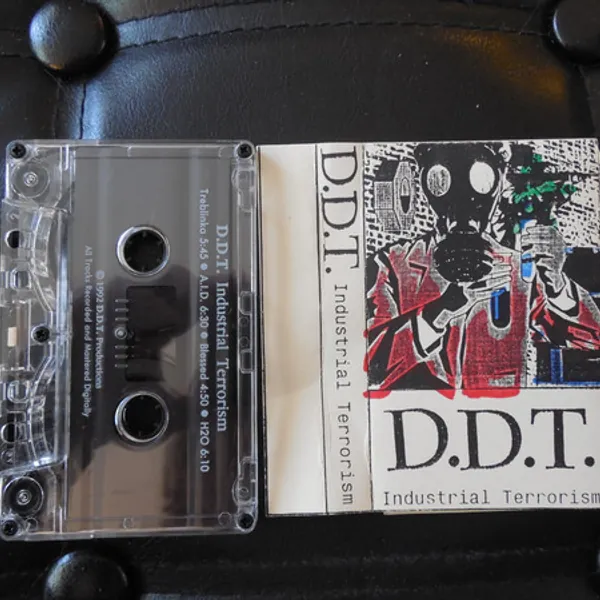 D.D.T. Industrial Terrorism
Treblinka 5:45 ● A.I.D. 6:30 ● Blessed 4:50 ● H2O 6:10
© 1992 D.D.T. Productions
All Tracks Recorded and Mastered Digitally
D.D.T. Industrial Terrorism
D.D.T.
Industrial Terrorism